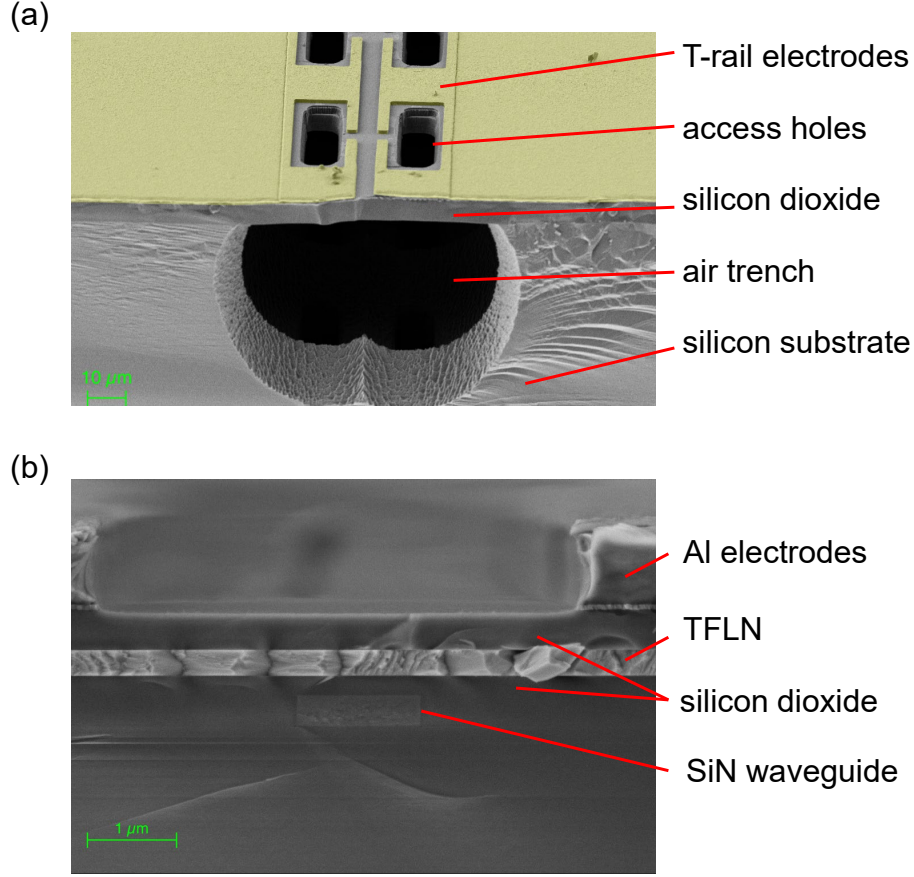 (a)
T-rail electrodes
access holes
silicon dioxide
air trench
silicon substrate
10 µm
(b)
Al electrodes
TFLN
silicon dioxide
SiN waveguide
1 µm